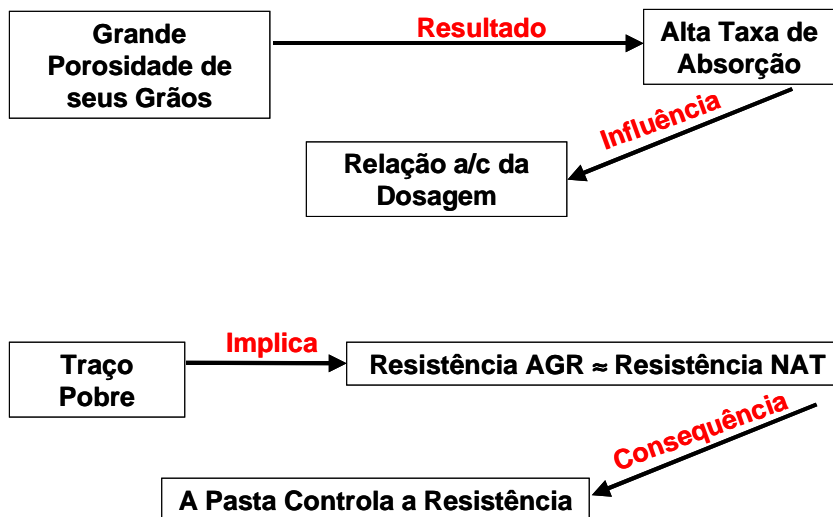 Grande
Porosidade de
seus Grãos
Resultado
Alta Taxa de
Absorção
Influência
Relação a/c da
Dosagem
Traço
Pobre
Implica
Resistência AGR ≈ Resistência NAT
Consequência
A Pasta Controla a Resistência